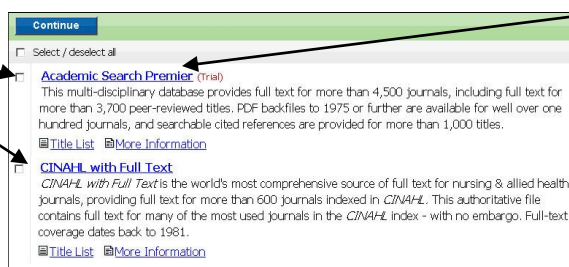 Continue
Select / deselect all
Academic Search Premier (Trial)
This multi-disciplinary database provides full text for more than 4,500 journals, including full text for
more than 3,700 peer-reviewed titles. PDF backfiles to 1975 or further are available for well over one
hundred journals, and searchable cited references are provided for more than 1,000 titles.
Title List More Information
CINAHL with Full Text
CINAHL with Full Text is the world's most comprehensive source of full text for nursing & allied health
journals, providing full text for more than 600 journals indexed in CINAHL. This authoritative file
contains full text for many of the most used journals in the CINAHL index - with no embargo. Full-text
coverage dates back to 1981.
Title List More Information